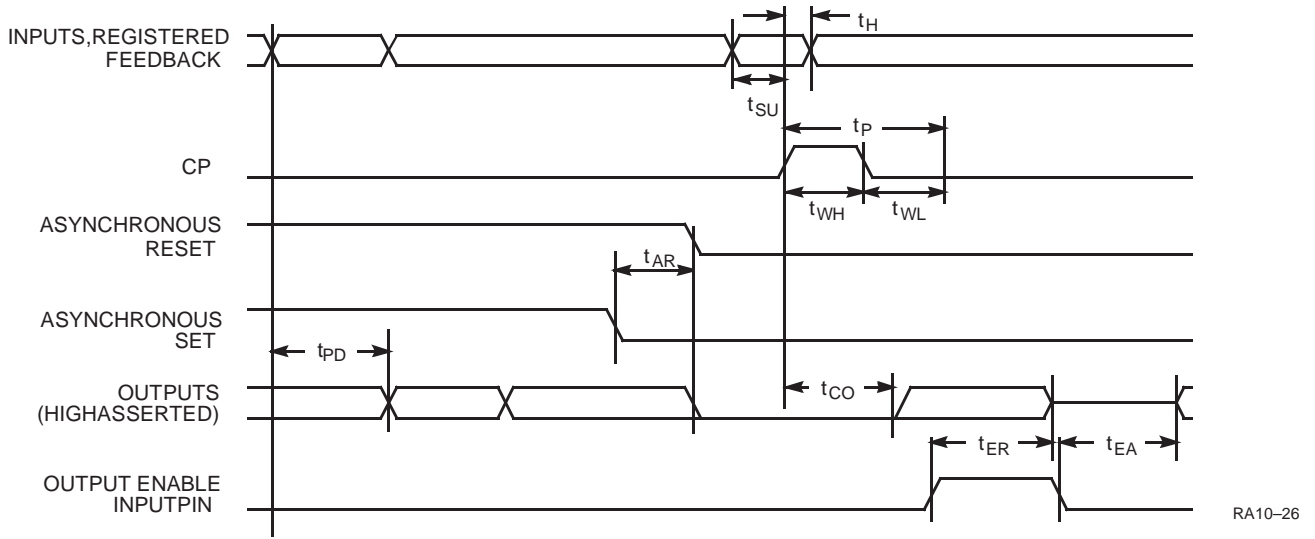 INPUTS,REGISTERED
FEEDBACK
tH
tSU
tP
CP
tWH
tWL
ASYNCHRONOUS
RESET
tAR
ASYNCHRONOUS
SET
tPD
OUTPUTS
(HIGHASSERTED)
tCO
tER
tEA
OUTPUT ENABLE
INPUTPIN
RA10–26